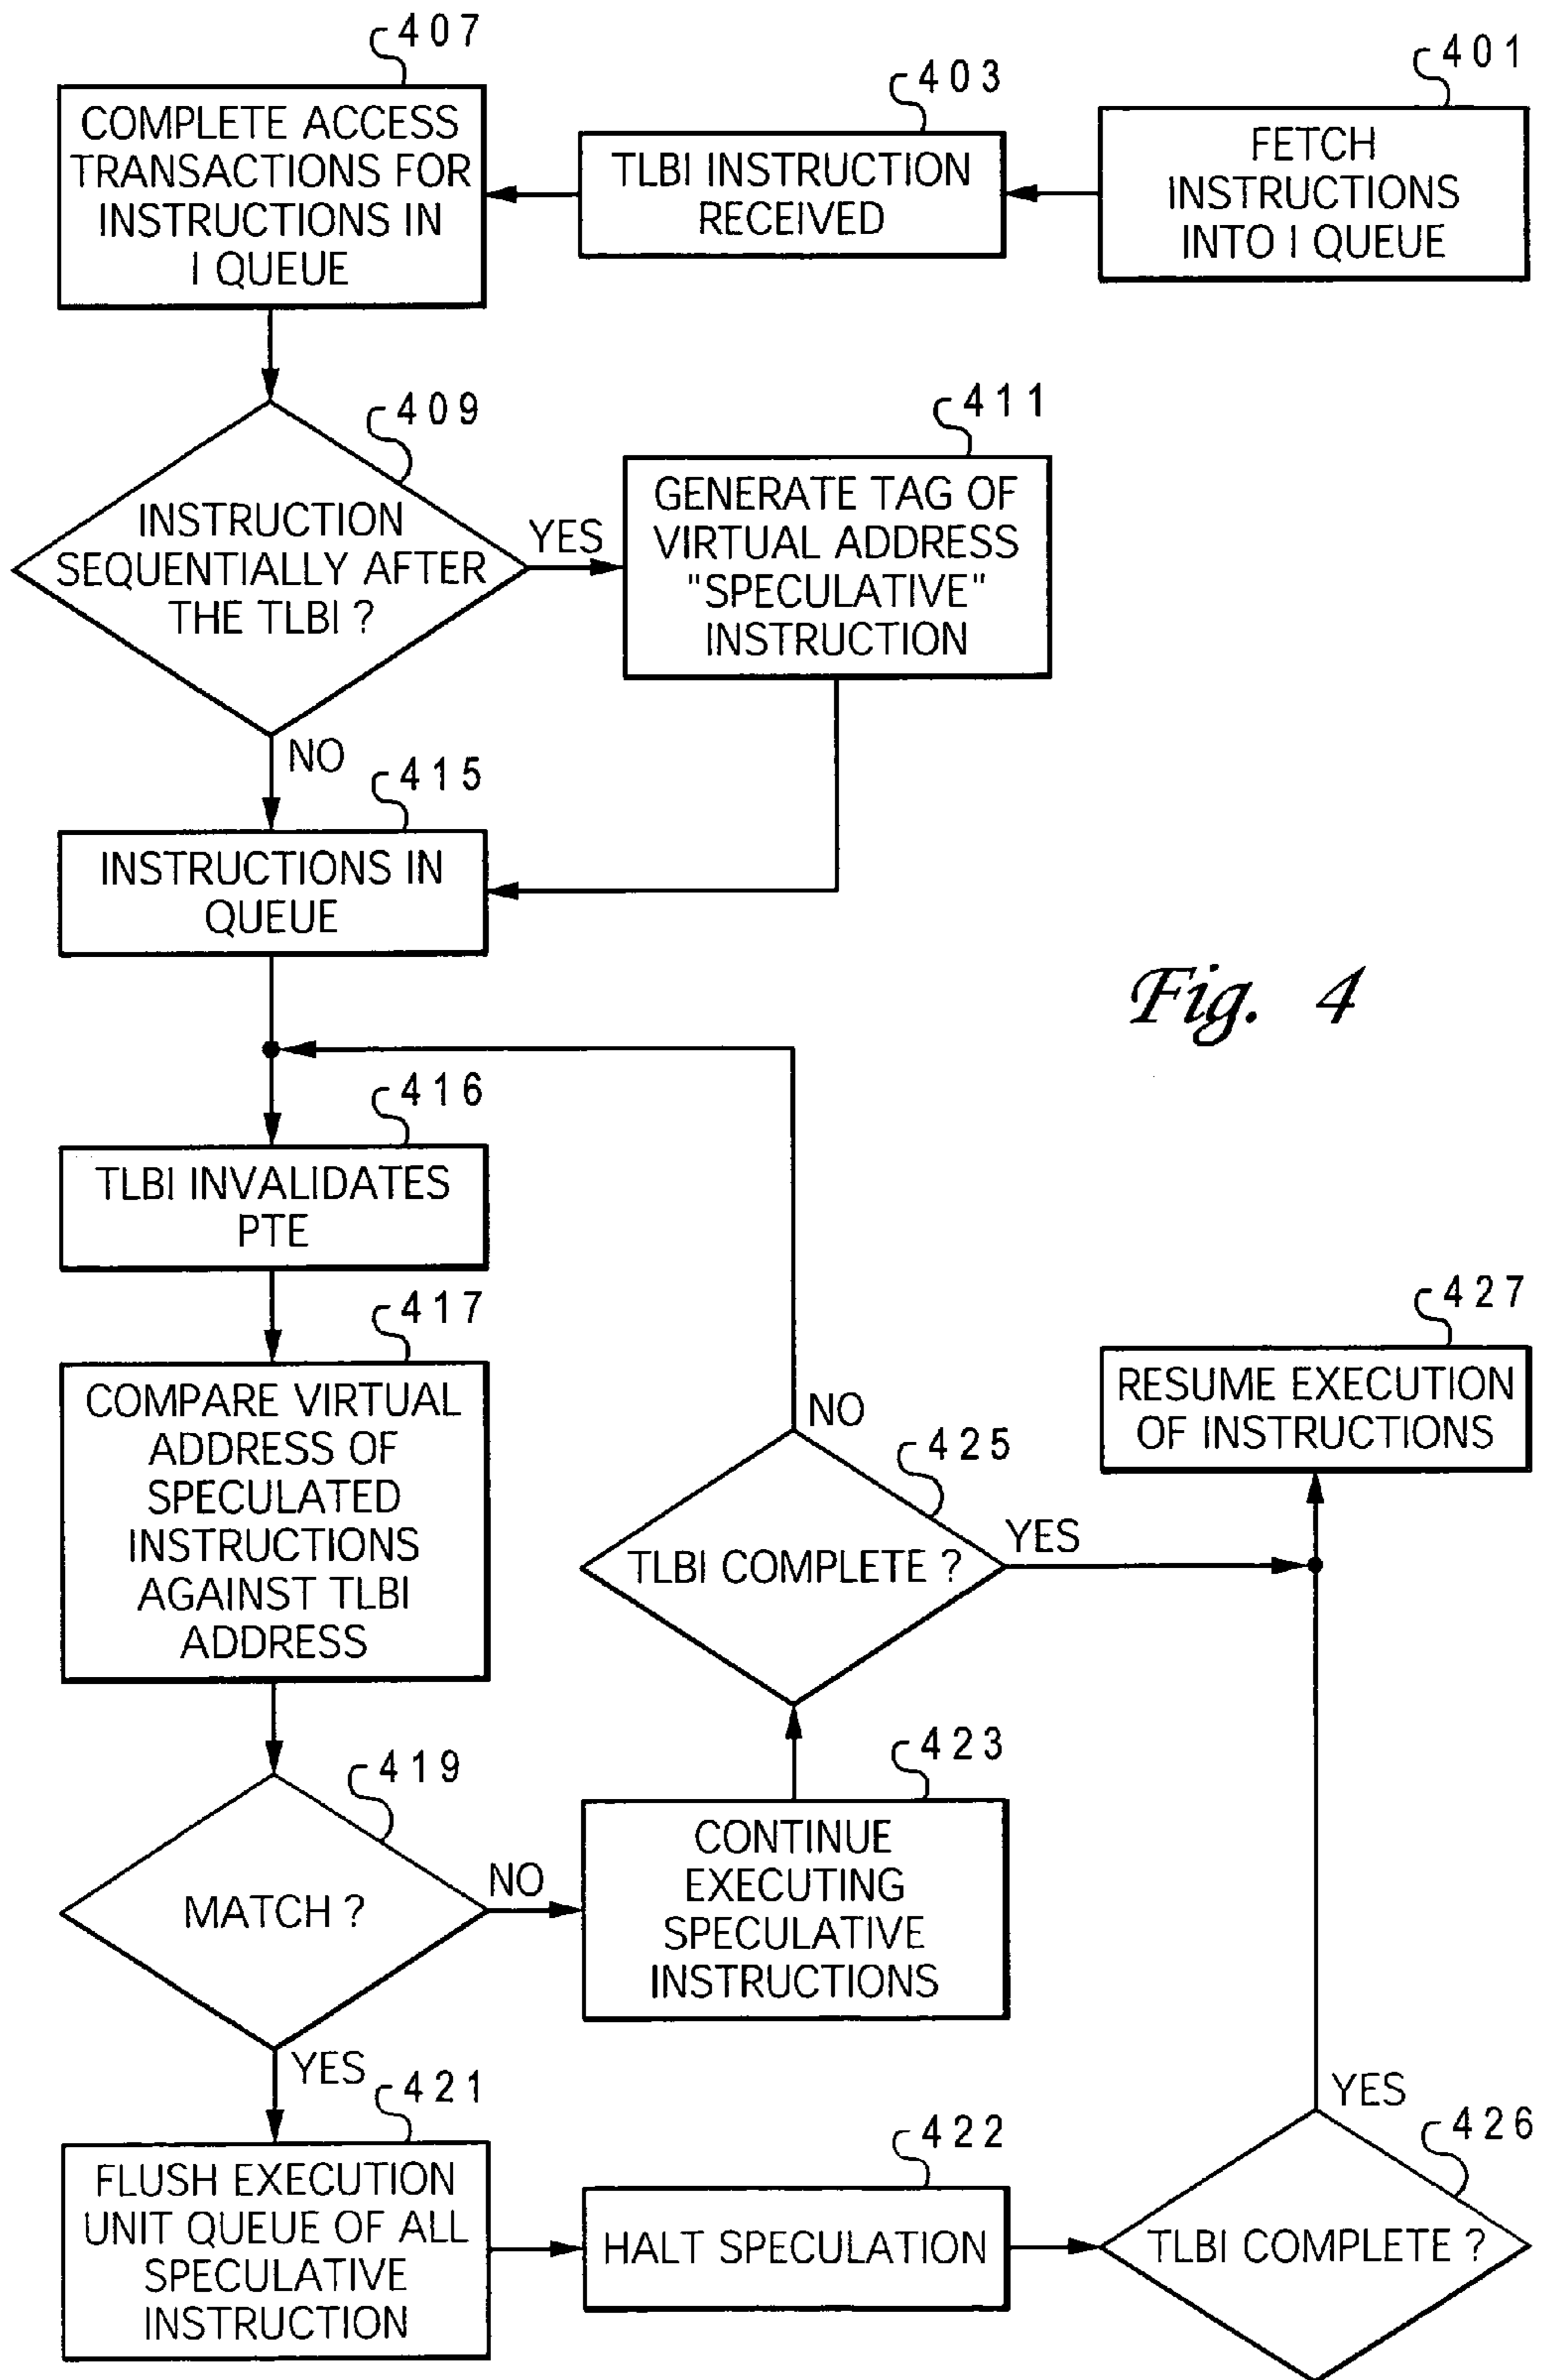 401
FETCH
INSTRUCTIONS
INTO I QUEUE
403
TLBI INSTRUCTION
RECEIVED
407
COMPLETE ACCESS
TRANSACTIONS FOR
INSTRUCTIONS IN
I QUEUE
409
INSTRUCTION
SEQUENTIALLY AFTER
THE TLBI ?
YES
NO
411
GENERATE TAG OF
VIRTUAL ADDRESS
"SPECULATIVE"
INSTRUCTION
415
INSTRUCTIONS IN
QUEUE
Fig. 4
416
TLBI INVALIDATES
PTE
417
COMPARE VIRTUAL
ADDRESS OF
SPECULATED
INSTRUCTIONS
AGAINST TLBI
ADDRESS
419
MATCH ?
NO
YES
423
CONTINUE
EXECUTING
SPECULATIVE
INSTRUCTIONS
425
TLBI COMPLETE ?
NO
YES
427
RESUME EXECUTION
OF INSTRUCTIONS
421
FLUSH EXECUTION
UNIT QUEUE OF ALL
SPECULATIVE
INSTRUCTION
422
HALT SPECULATION
426
TLBI COMPLETE ?
YES